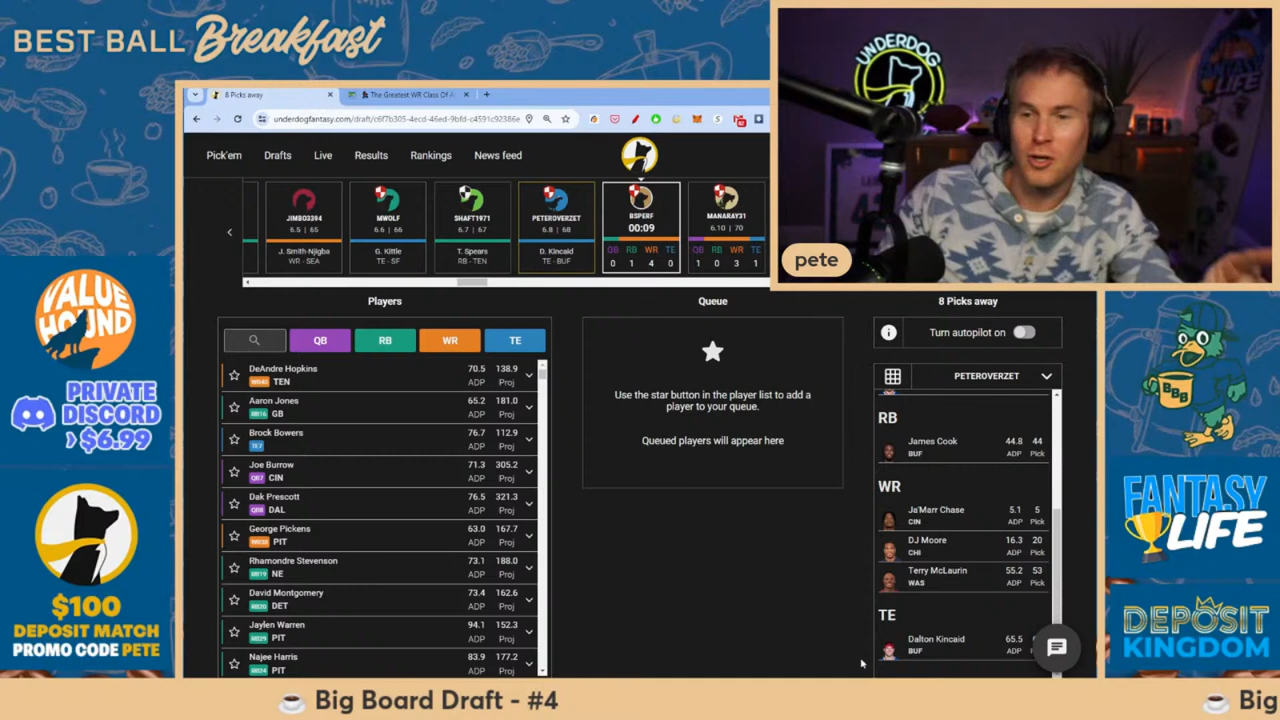 BEST BALL Breakfast
UNDERDOG
FANTASY LIFE
pete
8 Picks away
The Greatest WR Class Of A
underdogfantasy.com/draft/c6f7b305-4ecd-46ed-9bfd-c4591c92386e
Pick'em Drafts Live Results Rankings News feed
JIMBO3394
6.5 | 65
J. Smith-Njigba
WR - SEA
MWOLF
6.6 | 66
G. Kittle
TE - SF
SHAFT1971
6.7 | 67
T. Spears
RB - TEN
PETEROVERZET
6.8 | 68
D. Kincaid
TE - BUF
BSPERF
00:09
QB RB WR TE
0 1 4 0
MANARAY31
6.10 | 70
QB RB WR TE
1 0 3 1
Players
QB RB WR TE
DeAndre Hopkins 70.5 138.9
TEN ADP Proj
Aaron Jones 65.2 181.0
RB16 GB ADP Proj
Brock Bowers 76.7 112.9
TE7 ADP Proj
Joe Burrow 71.3 305.2
QB7 CIN ADP Proj
Dak Prescott 76.5 321.3
QB8 DAL ADP Proj
George Pickens 63.0 167.7
PIT ADP Proj
Rhamondre Stevenson 73.1 188.0
RB19 NE ADP Proj
David Montgomery 73.4 162.6
RB20 DET ADP Proj
Jaylen Warren 94.1 152.3
PIT ADP Proj
Najee Harris 83.9 177.2
RB24 PIT ADP Proj
Queue
Use the star button in the player list to add a
player to your queue.
Queued players will appear here
8 Picks away
Turn autopilot on
PETEROVERZET
RB
James Cook 44.8 44
BUF ADP Pick
WR
Ja'Marr Chase 5.1 5
CIN ADP Pick
DJ Moore 16.3 20
CHI ADP Pick
Terry McLaurin 55.2 53
WAS ADP Pick
TE
Dalton Kincaid 65.5
BUF ADP
VALUE
HOUND
PRIVATE
DISCORD
› $6.99
$100
DEPOSIT MATCH
PROMO CODE PETE
BBB
FANTASY
LIFE
DEPOSIT
KINGDOM
Big Board Draft - #4
Big